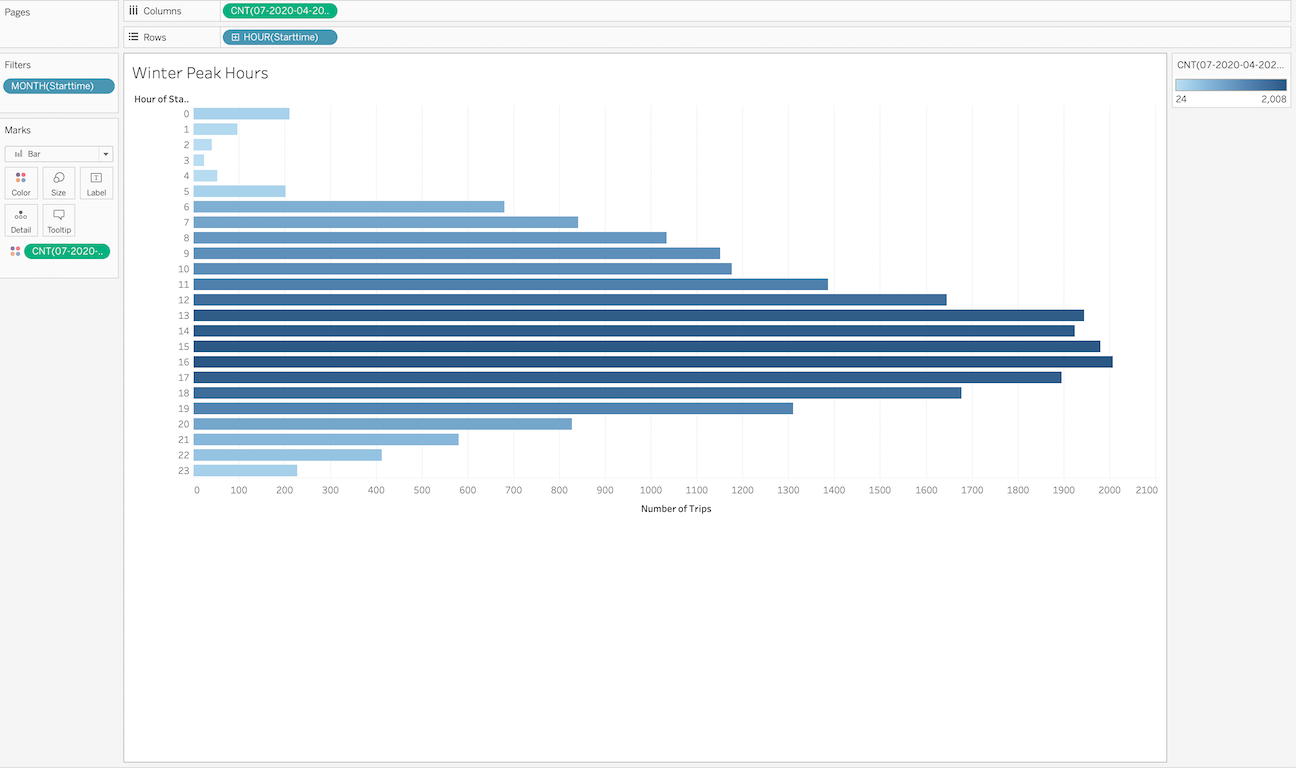 Pages
Columns
CNT(07-2020-04-20..
Rows
HOUR(Starttime)
Filters
MONTH(Starttime)
Marks
Bar
Color
Size
Label
Detail
Tooltip
CNT(07-2020-..
Winter Peak Hours
Hour of Sta..
0
1
2
3
4
5
6
7
8
9
10
11
12
13
14
15
16
17
18
19
20
21
22
23
0 100 200 300 400 500 600 700 800 900 1000 1100 1200 1300 1400 1500 1600 1700 1800 1900 2000 2100
Number of Trips
CNT(07-2020-04-202...
24 2,008